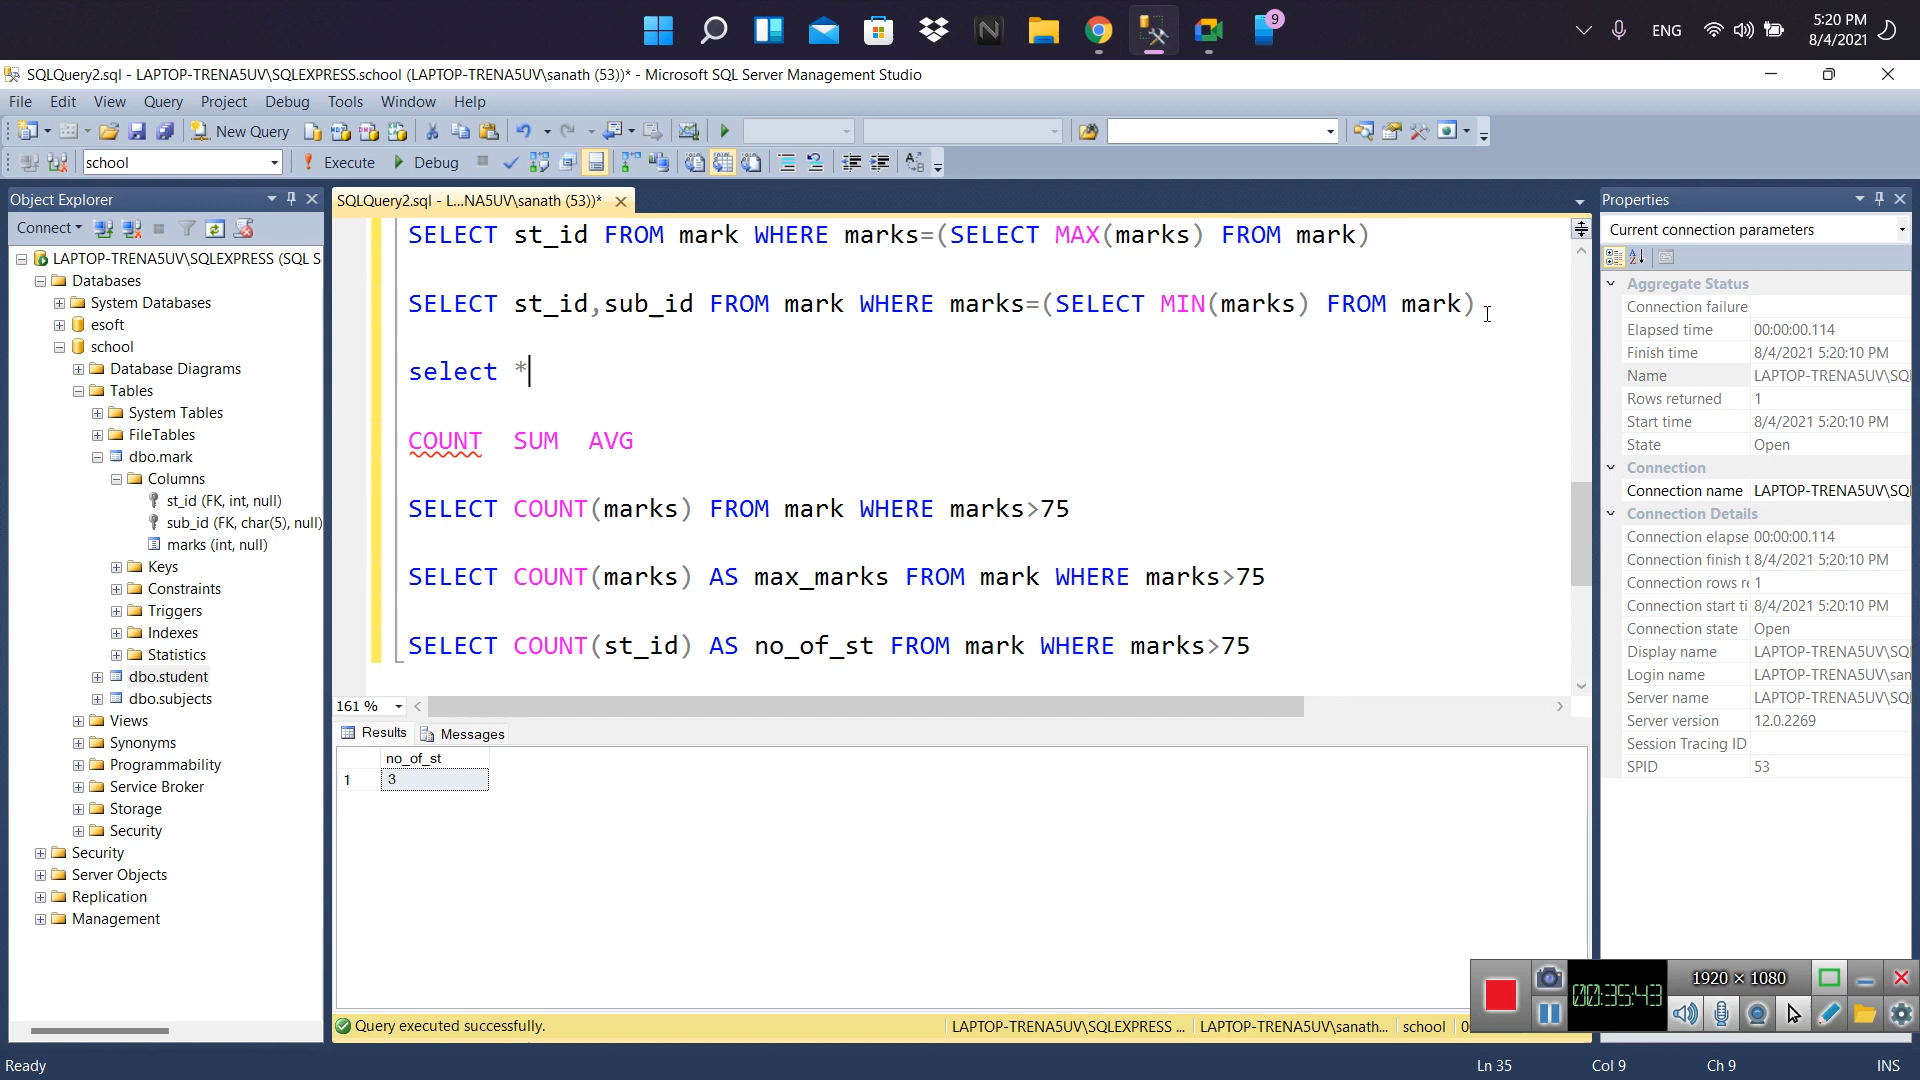 9
ENG
5:20 PM
8/4/2021
SQLQuery2.sql - LAPTOP-TRENA5UV\SQLEXPRESS.school (LAPTOP-TRENA5UV\sanath (53))* - Microsoft SQL Server Management Studio
File Edit View Query Project Debug Tools Window Help
New Query
school Execute Debug
Object Explorer
Connect
LAPTOP-TRENA5UV\SQLEXPRESS (SQL S
Databases
System Databases
esoft
school
Database Diagrams
Tables
System Tables
FileTables
dbo.mark
Columns
st_id (FK, int, null)
sub_id (FK, char(5), null)
marks (int, null)
Keys
Constraints
Triggers
Indexes
Statistics
dbo.student
dbo.subjects
Views
Synonyms
Programmability
Service Broker
Storage
Security
Security
Server Objects
Replication
Management
SQLQuery2.sql - L...NA5UV\sanath (53))*
SELECT st_id FROM mark WHERE marks=(SELECT MAX(marks) FROM mark)
SELECT st_id,sub_id FROM mark WHERE marks=(SELECT MIN(marks) FROM mark)
select *
COUNT SUM AVG
SELECT COUNT(marks) FROM mark WHERE marks>75
SELECT COUNT(marks) AS max_marks FROM mark WHERE marks>75
SELECT COUNT(st_id) AS no_of_st FROM mark WHERE marks>75
161 %
Results Messages
no_of_st
1 3
Query executed successfully. LAPTOP-TRENA5UV\SQLEXPRESS ... LAPTOP-TRENA5UV\sanath... school 0
Properties
Current connection parameters
Aggregate Status
Connection failure
Elapsed time 00:00:00.114
Finish time 8/4/2021 5:20:10 PM
Name LAPTOP-TRENA5UV\SQ
Rows returned 1
Start time 8/4/2021 5:20:10 PM
State Open
Connection
Connection name LAPTOP-TRENA5UV\SQ
Connection Details
Connection elapse 00:00:00.114
Connection finish t 8/4/2021 5:20:10 PM
Connection rows re 1
Connection start ti 8/4/2021 5:20:10 PM
Connection state Open
Display name LAPTOP-TRENA5UV\SQ
Login name LAPTOP-TRENA5UV\san
Server name LAPTOP-TRENA5UV\SQ
Server version 12.0.2269
Session Tracing ID
SPID 53
00:35:43
1920 × 1080
Ready Ln 35 Col 9 Ch 9 INS